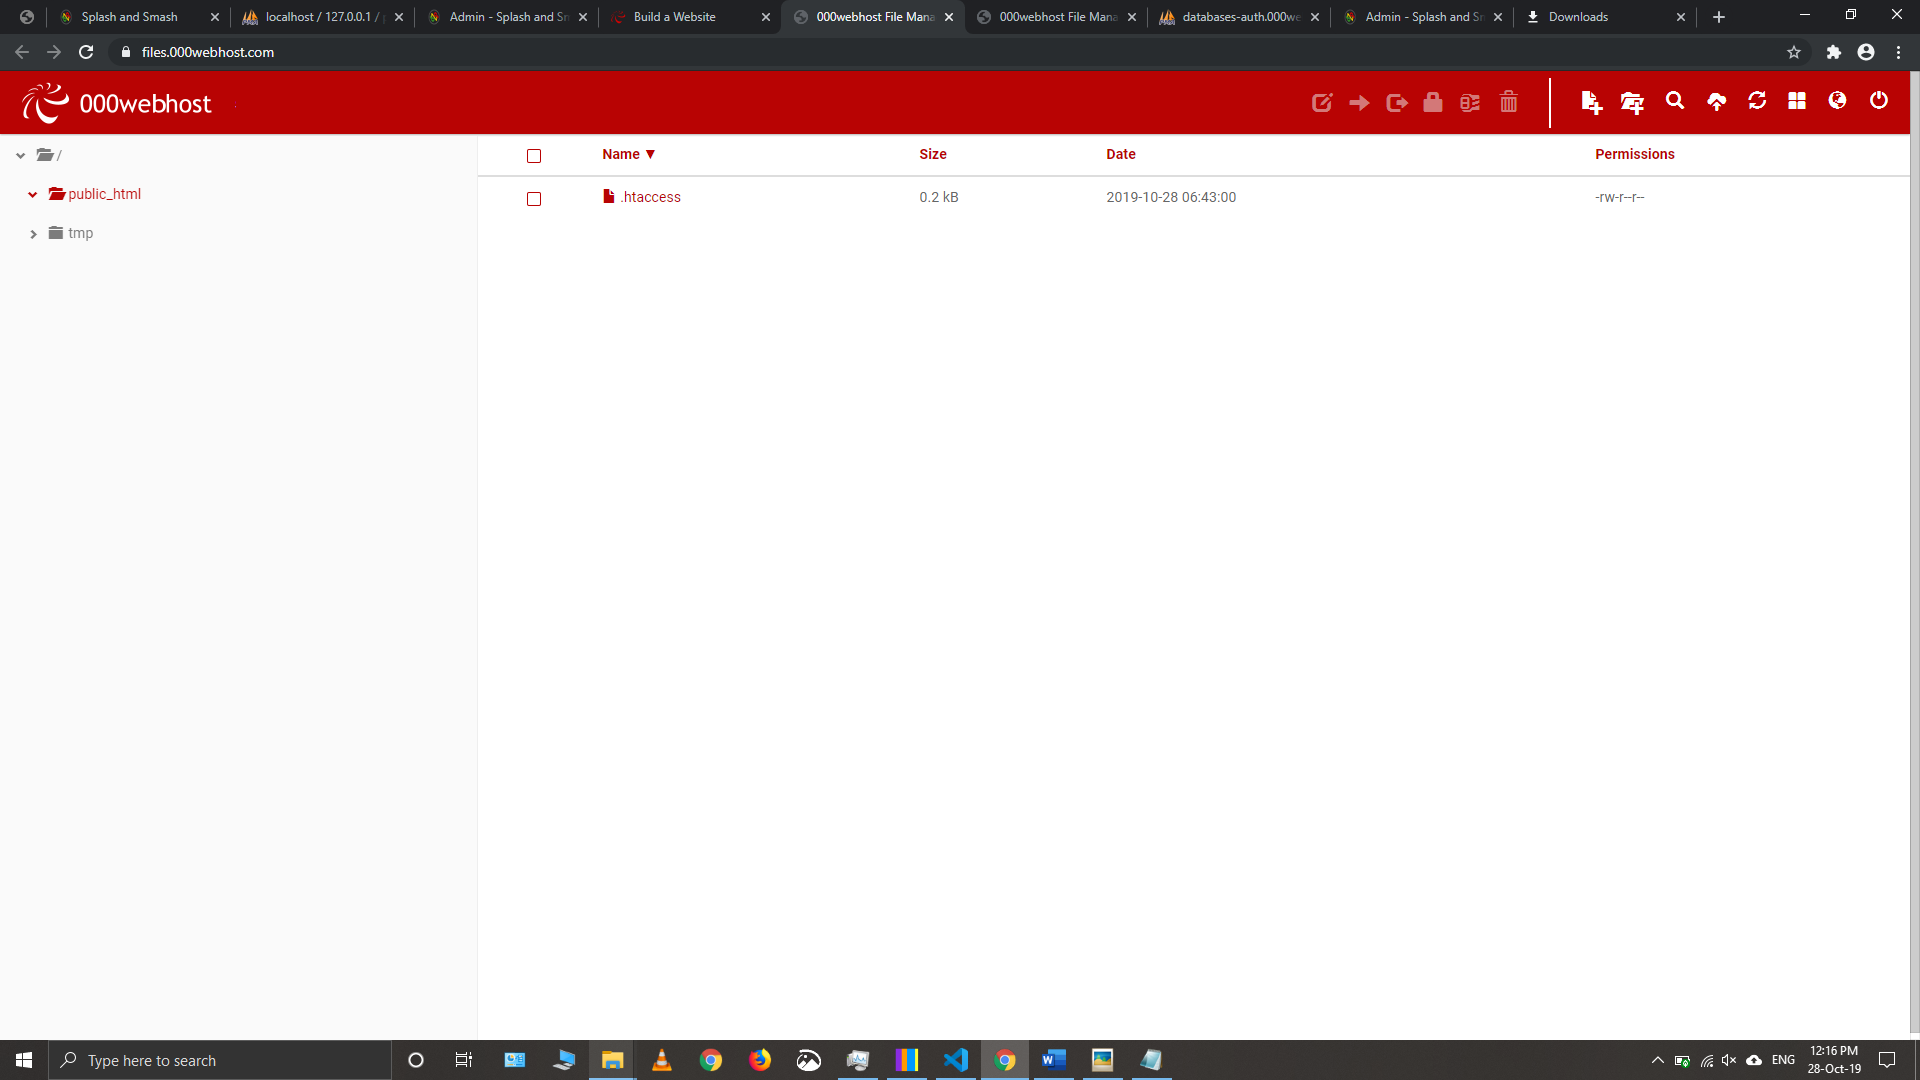 Splash and Smash
localhost / 127.0.0.1 /
Admin - Splash and Sm
Build a Website
000webhost File Mana
000webhost File Mana
databases-auth.000we
Admin - Splash and Sm
Downloads
files.000webhost.com
000webhost
/
public_html
tmp
Name ▼ Size Date Permissions
.htaccess 0.2 kB 2019-10-28 06:43:00 -rw-r--r--
Type here to search
ENG
12:16 PM
28-Oct-19